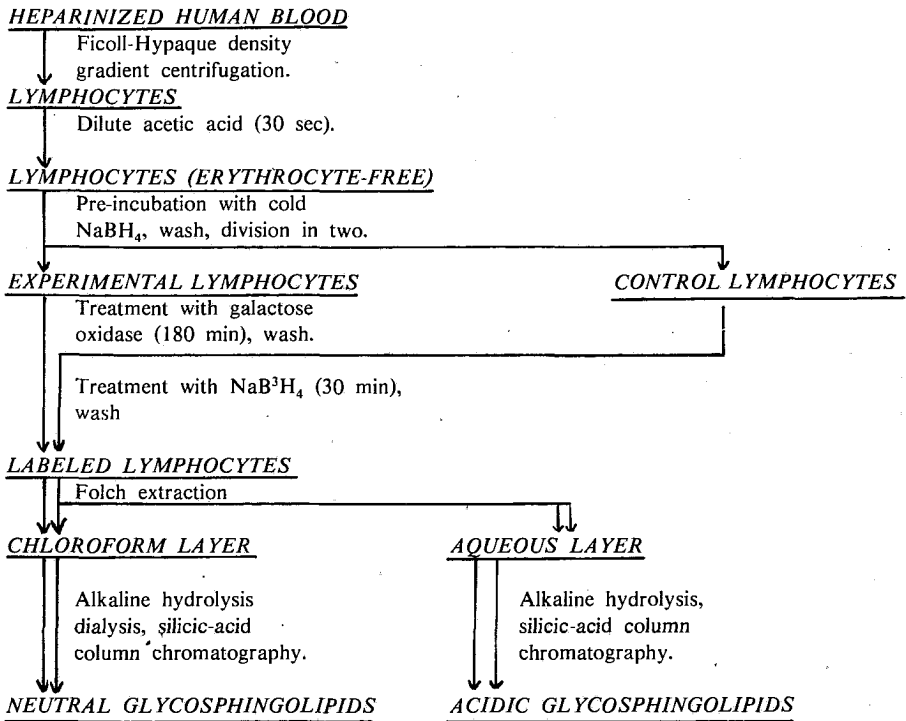 HEPARINIZED HUMAN BLOOD
Ficoll-Hypaque density
gradient centrifugation.
LYMPHOCYTES
Dilute acetic acid (30 sec).
LYMPHOCYTES (ERYTHROCYTE-FREE)
Pre-incubation with cold
NaBH₄, wash, division in two.
EXPERIMENTAL LYMPHOCYTES
CONTROL LYMPHOCYTES
Treatment with galactose
oxidase (180 min), wash.
Treatment with NaB³H₄ (30 min),
wash
LABELED LYMPHOCYTES
Folch extraction
CHLOROFORM LAYER
AQUEOUS LAYER
Alkaline hydrolysis
dialysis, silicic-acid
column chromatography.
Alkaline hydrolysis,
silicic-acid column
chromatography.
NEUTRAL GLYCOSPHINGOLIPIDS
ACIDIC GLYCOSPHINGOLIPIDS